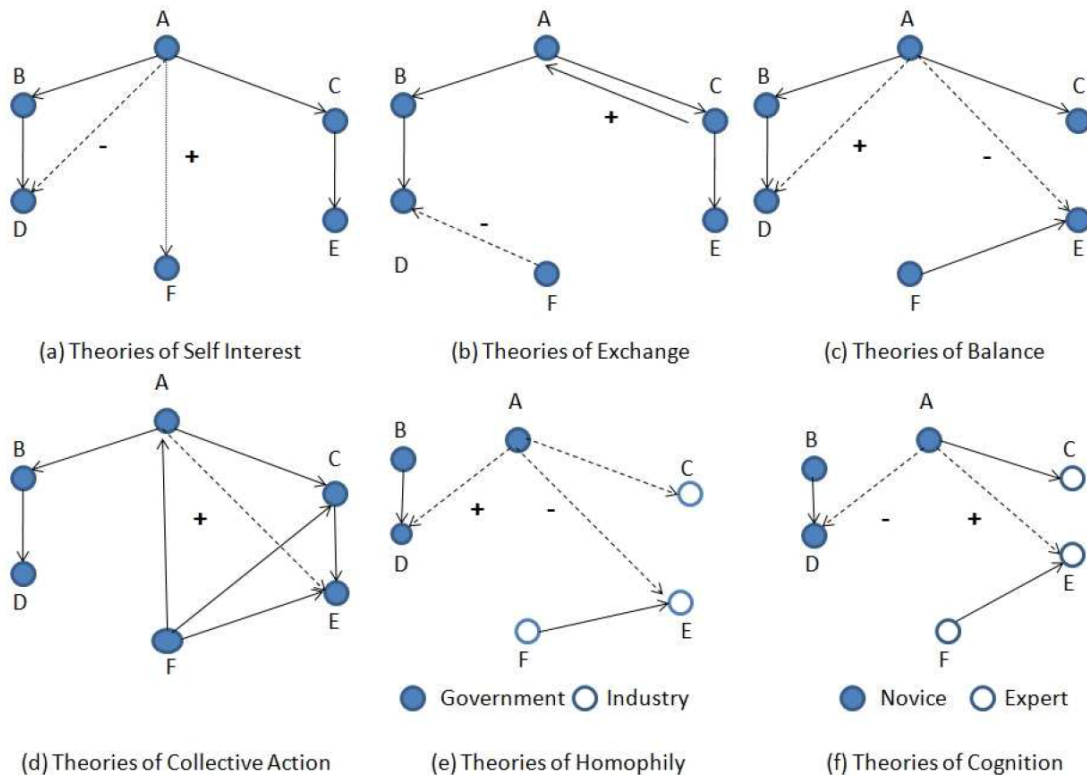 A
B
C
-
+
D
E
F
(a) Theories of Self Interest
A
B
C
+
-
D
E
F
(b) Theories of Exchange
A
B
C
+
-
D
E
F
(c) Theories of Balance
A
B
C
+
D
E
F
(d) Theories of Collective Action
A
B
C
+ -
D
E
F
Government Industry
(e) Theories of Homophily
A
B
C
- +
D
E
F
Novice Expert
(f) Theories of Cognition